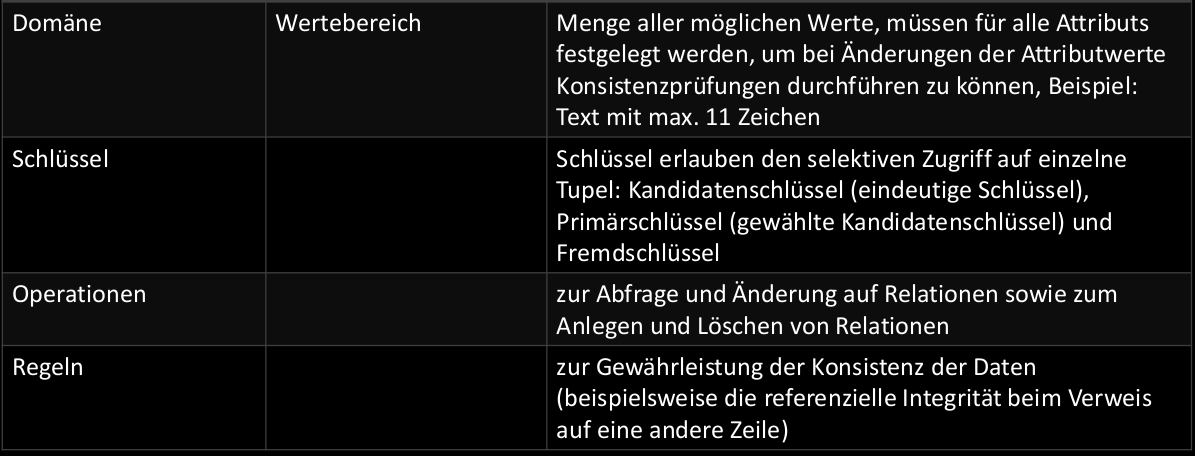 Domäne
Wertebereich
Menge aller möglichen Werte, müssen für alle Attributs
festgelegt werden, um bei Änderungen der Attributwerte
Konsistenzprüfungen durchführen zu können, Beispiel:
Text mit max. 11 Zeichen
Schlüssel
Schlüssel erlauben den selektiven Zugriff auf einzelne
Tupel: Kandidatenschlüssel (eindeutige Schlüssel),
Primärschlüssel (gewählte Kandidatenschlüssel) und
Fremdschlüssel
Operationen
zur Abfrage und Änderung auf Relationen sowie zum
Anlegen und Löschen von Relationen
Regeln
zur Gewährleistung der Konsistenz der Daten
(beispielsweise die referenzielle Integrität beim Verweis
auf eine andere Zeile)